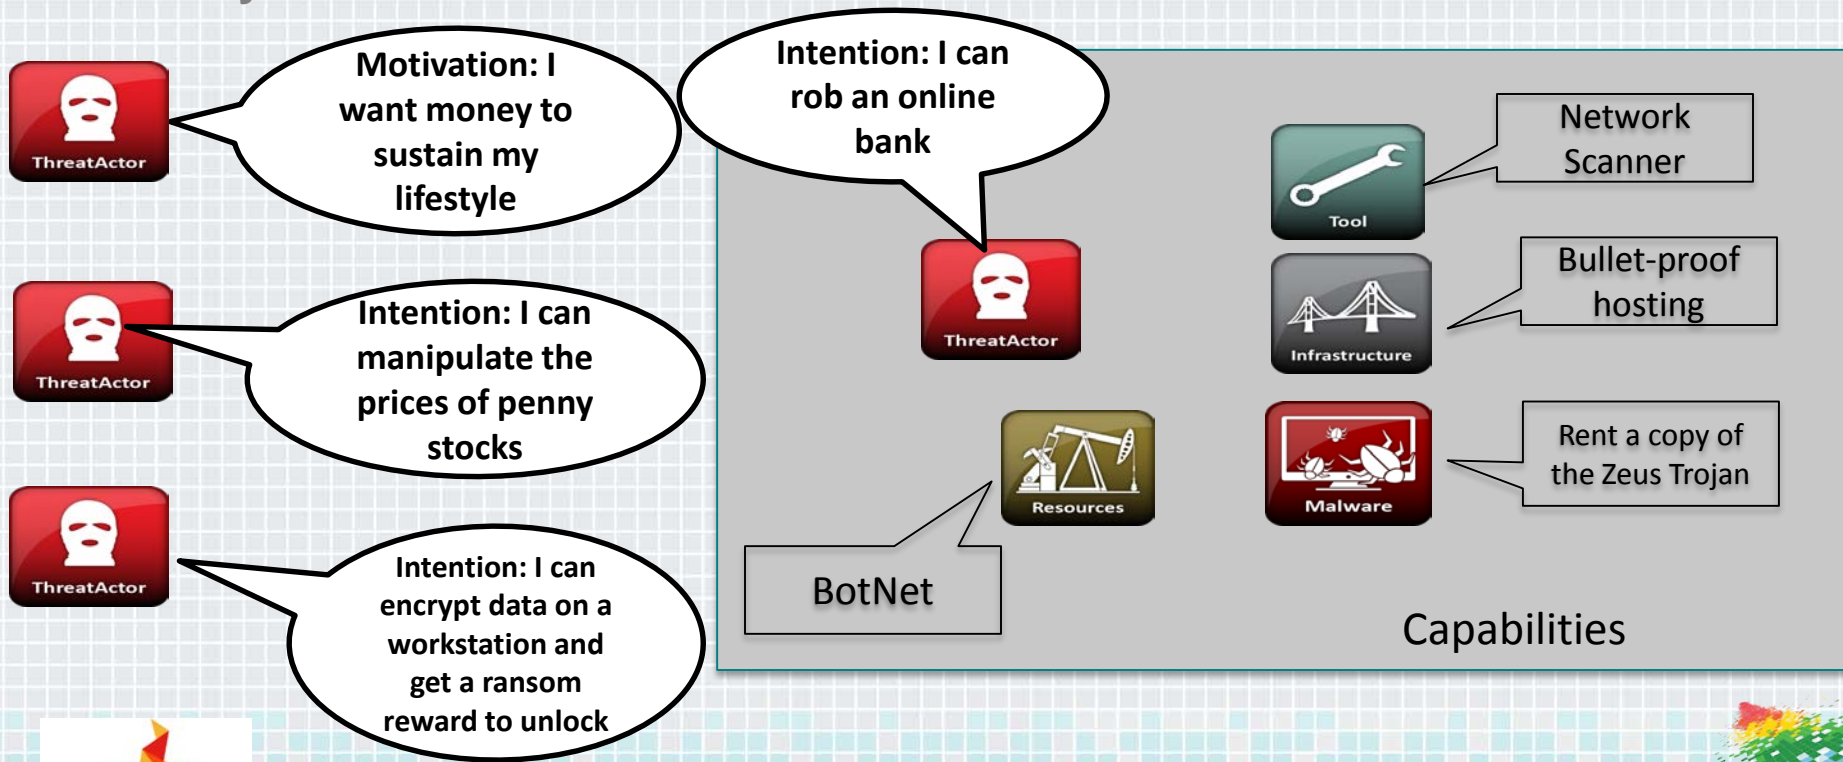 ThreatActor
Motivation: I
want money to
sustain my
lifestyle
ThreatActor
Intention: I can
manipulate the
prices of penny
stocks
ThreatActor
Intention: I can
encrypt data on a
workstation and
get a ransom
reward to unlock
Intention: I can
rob an online
bank
ThreatActor
Tool
Network
Scanner
Infrastructure
Bullet-proof
hosting
Resources
BotNet
Malware
Rent a copy of
the Zeus Trojan
Capabilities